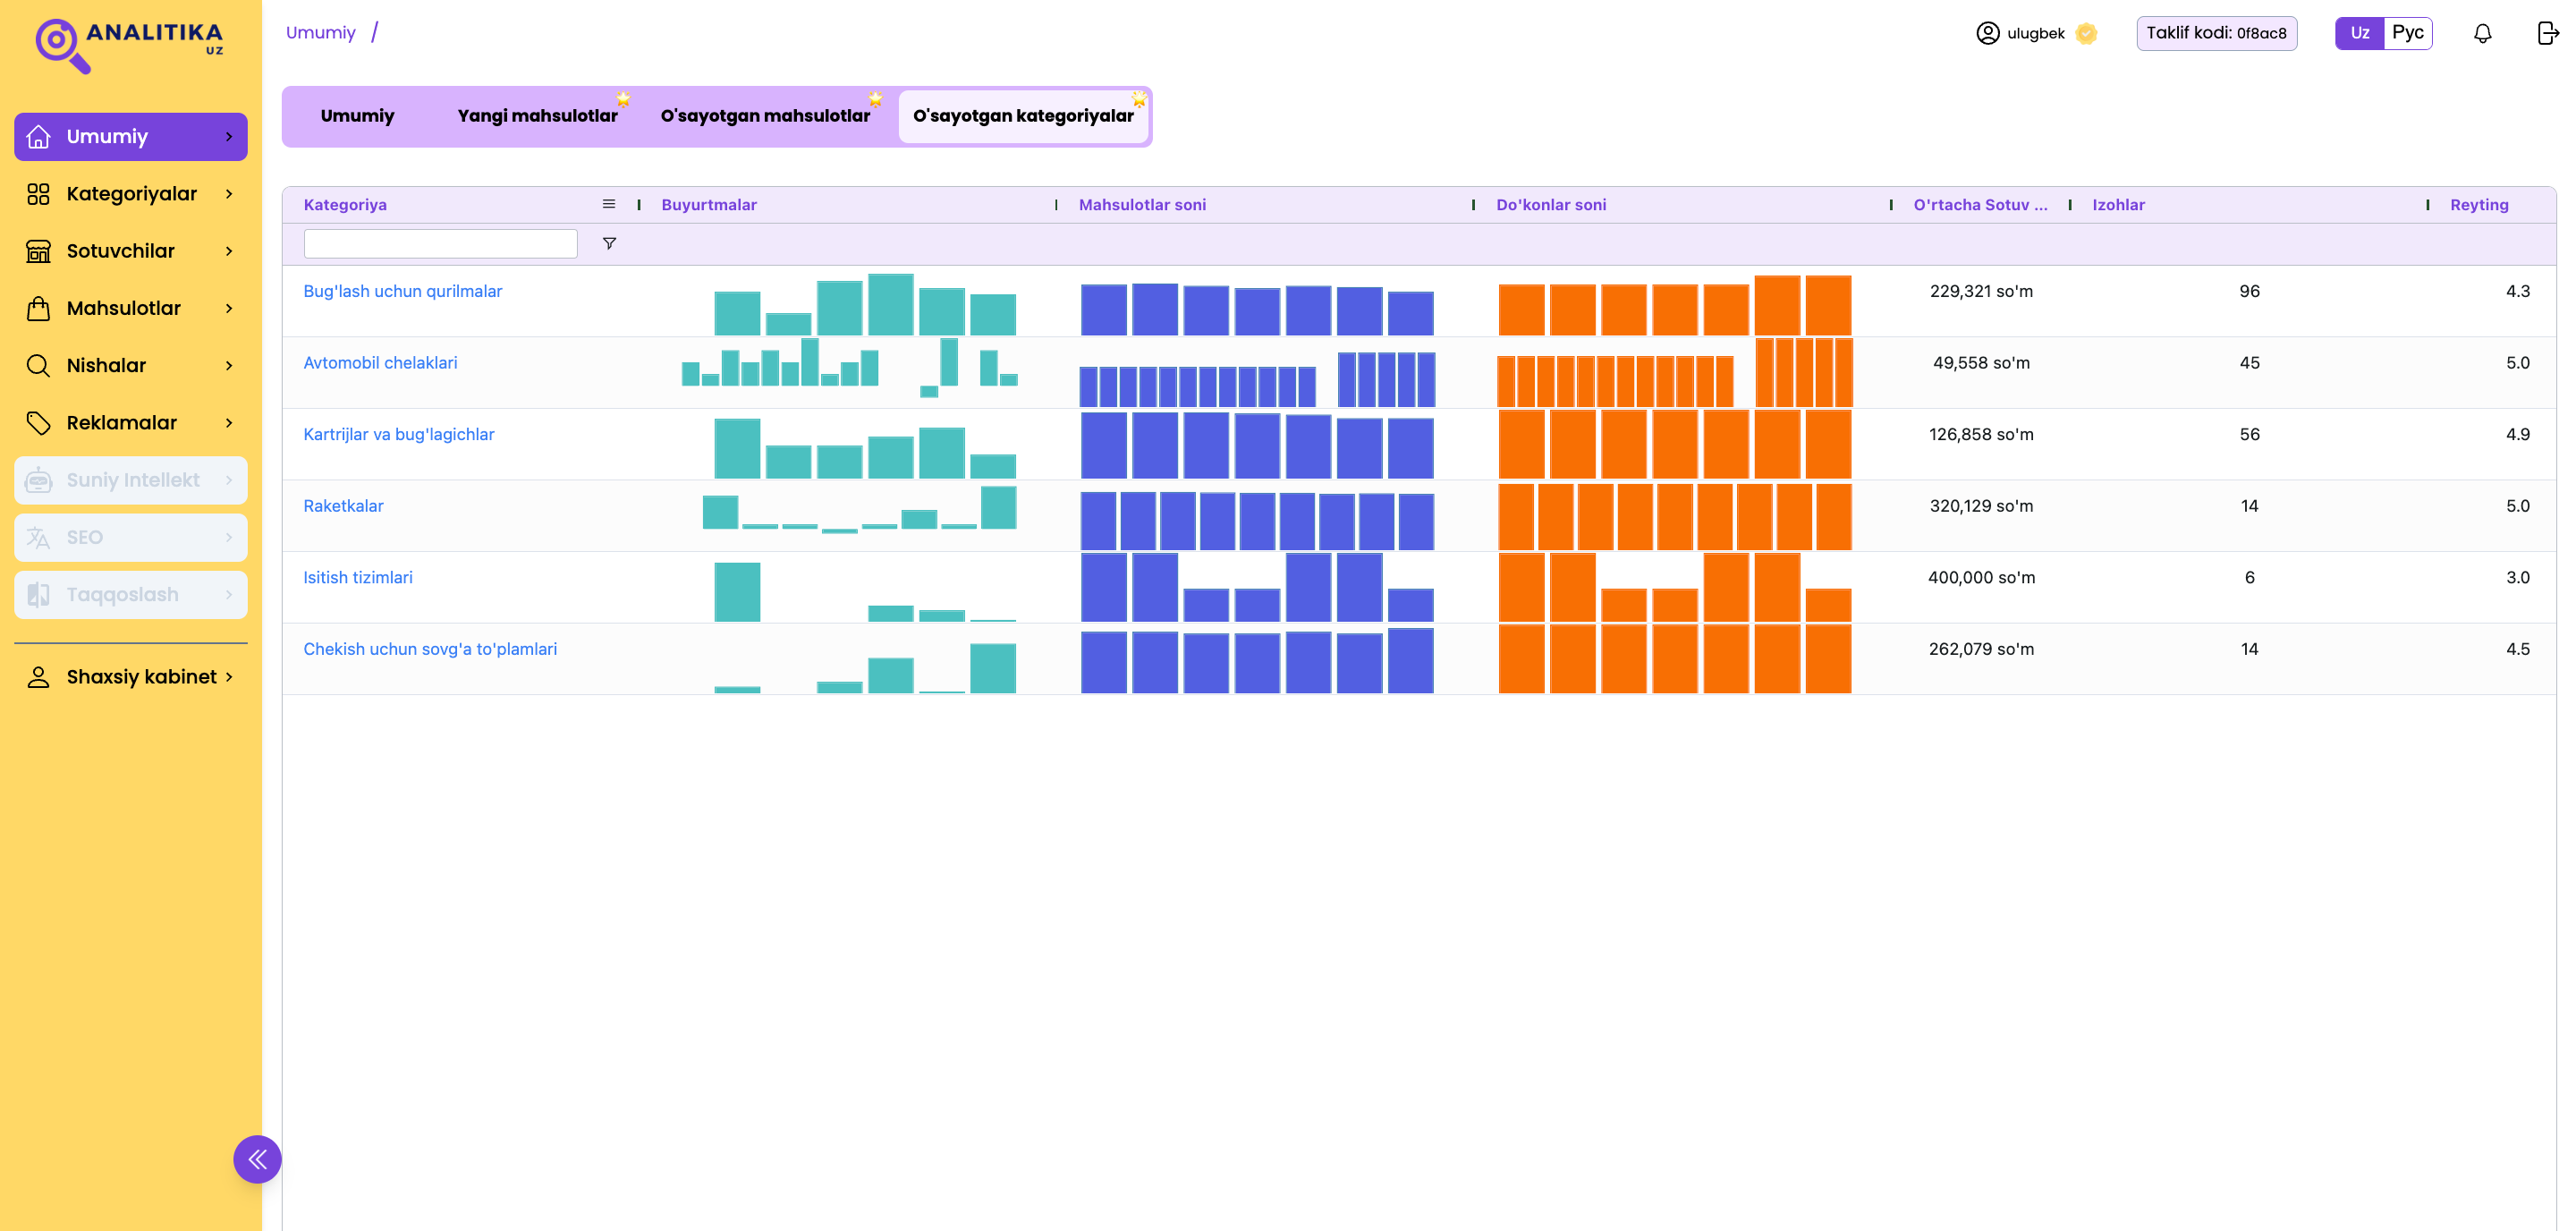 ANALITIKA
UZ
Umumiy /
ulugbek
Taklif kodi: 0f8ac8
Uz Рус
Umumiy
Kategoriyalar
Sotuvchilar
Mahsulotlar
Nishalar
Reklamalar
Suniy Intellekt
SEO
Taqqoslash
Shaxsiy kabinet
Umumiy Yangi mahsulotlar O'sayotgan mahsulotlar O'sayotgan kategoriyalar
Kategoriya Buyurtmalar Mahsulotlar soni Do'konlar soni O'rtacha Sotuv ... Izohlar Reyting
Bug'lash uchun qurilmalar 229,321 so'm 96 4.3
Avtomobil chelaklari 49,558 so'm 45 5.0
Kartrijlar va bug'lagichlar 126,858 so'm 56 4.9
Raketkalar 320,129 so'm 14 5.0
Isitish tizimlari 400,000 so'm 6 3.0
Chekish uchun sovg'a to'plamlari 262,079 so'm 14 4.5